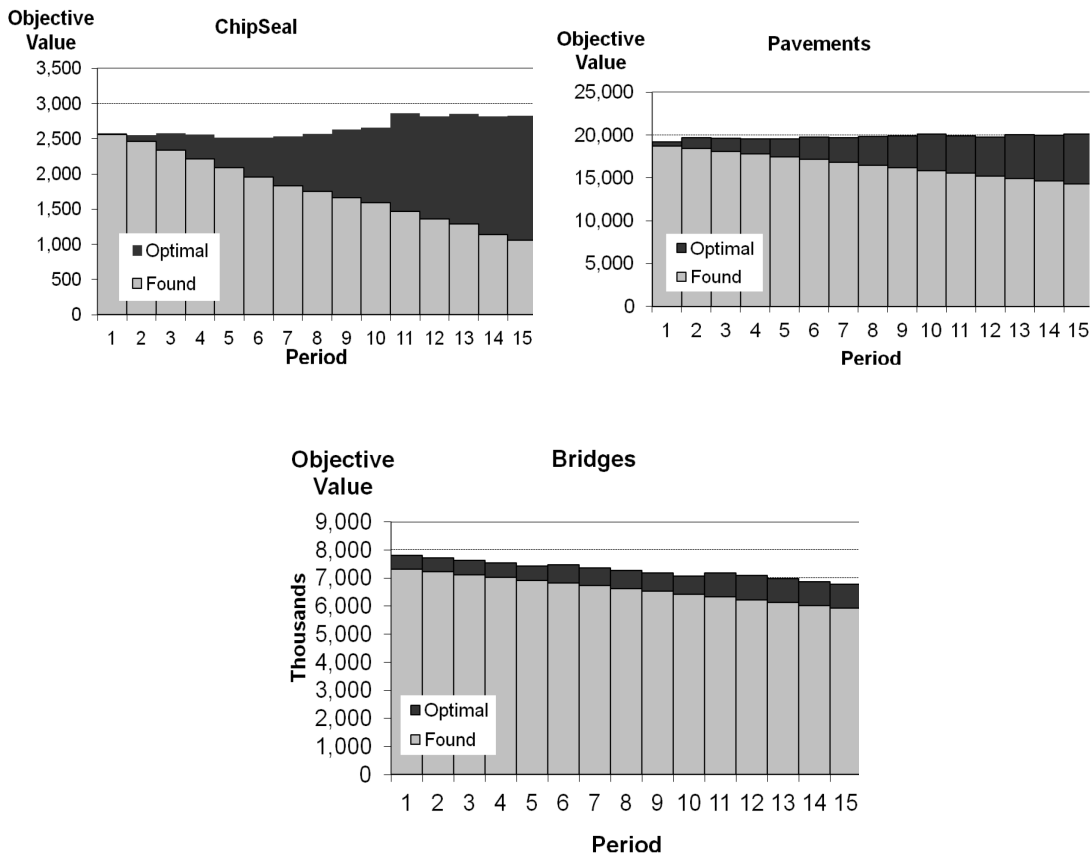 Objective
Value
ChipSeal
3,500
3,000
2,500
2,000
1,500
1,000
500
0
Optimal
Found
1 2 3 4 5 6 7 8 9 10 11 12 13 14 15
Period
Objective
Value
Pavements
25,000
20,000
15,000
10,000
5,000
0
Optimal
Found
1 2 3 4 5 6 7 8 9 10 11 12 13 14 15
Period
Objective
Value
Bridges
Thousands
9,000
8,000
7,000
6,000
5,000
4,000
3,000
2,000
1,000
0
Optimal
Found
1 2 3 4 5 6 7 8 9 10 11 12 13 14 15
Period